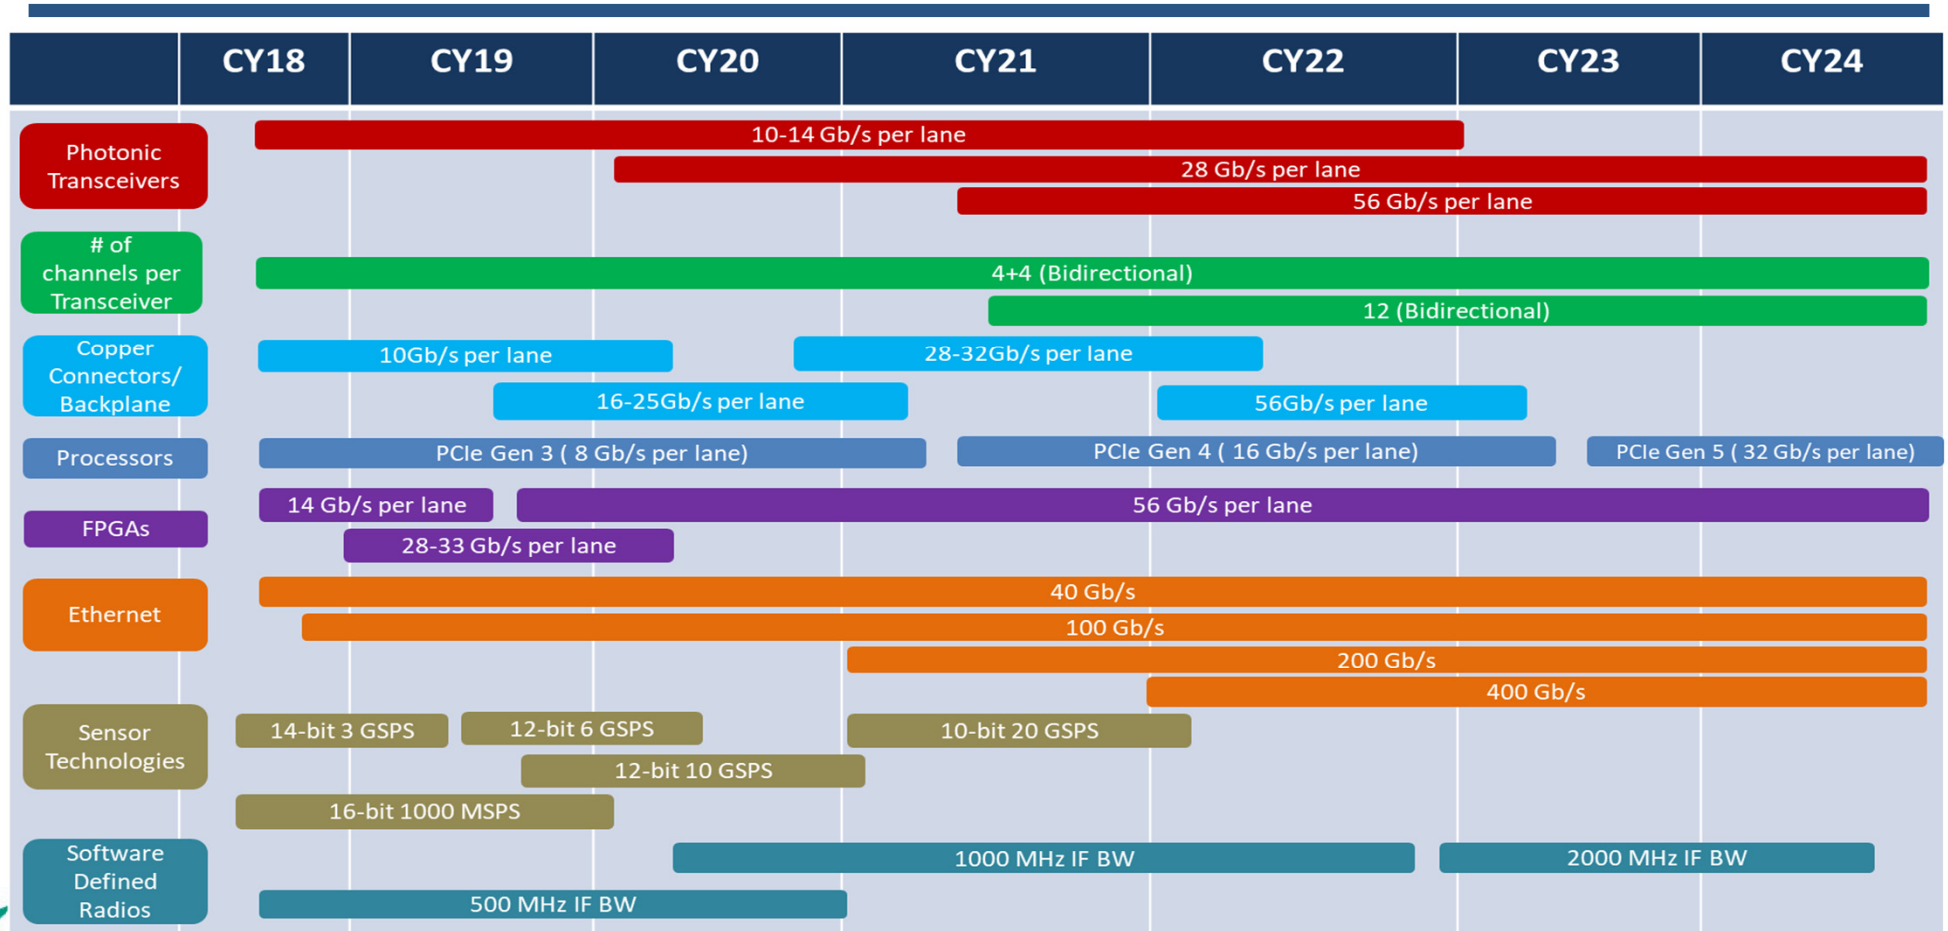 CY18 CY19 CY20 CY21 CY22 CY23 CY24
Photonic
Transceivers
10-14 Gb/s per lane
28 Gb/s per lane
56 Gb/s per lane
# of
channels per
Transceiver
4+4 (Bidirectional)
12 (Bidirectional)
Copper
Connectors/
Backplane
10Gb/s per lane
28-32Gb/s per lane
16-25Gb/s per lane
56Gb/s per lane
Processors
PCIe Gen 3 ( 8 Gb/s per lane)
PCIe Gen 4 ( 16 Gb/s per lane)
PCIe Gen 5 ( 32 Gb/s per lane)
FPGAs
14 Gb/s per lane
56 Gb/s per lane
28-33 Gb/s per lane
Ethernet
40 Gb/s
100 Gb/s
200 Gb/s
400 Gb/s
Sensor
Technologies
14-bit 3 GSPS
12-bit 6 GSPS
10-bit 20 GSPS
12-bit 10 GSPS
16-bit 1000 MSPS
Software
Defined
Radios
1000 MHz IF BW
2000 MHz IF BW
500 MHz IF BW